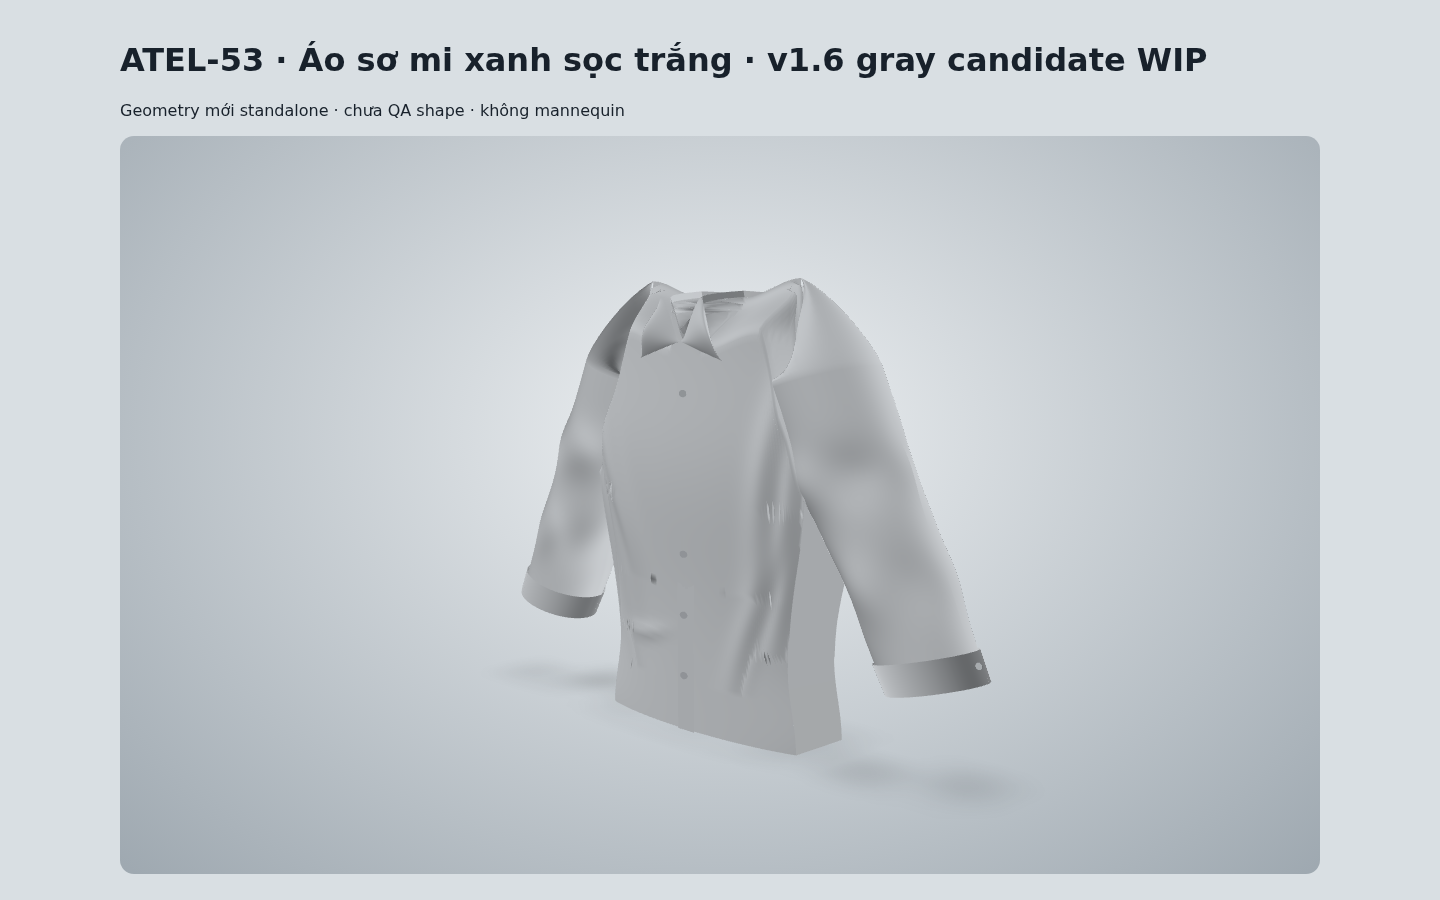 ATEL-53 · Áo sơ mi xanh sọc trắng · v1.6 gray candidate WIP
Geometry mới standalone · chưa QA shape · không mannequin